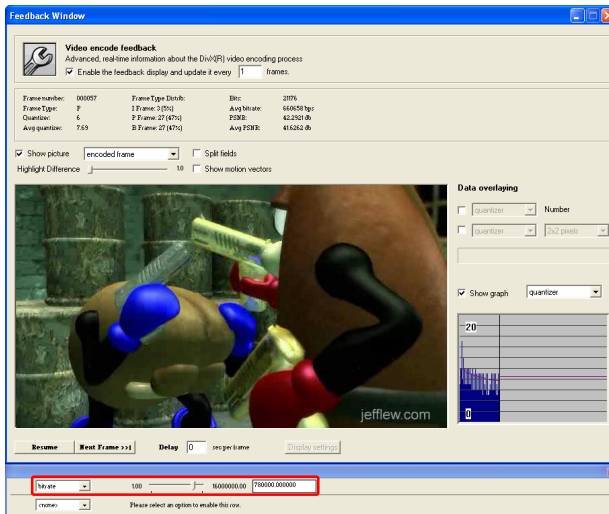 Feedback Window
Video encode feedback
Advanced, real-time information about the DivX(R) video encoding process
Enable the feedback display and update it every 1 frames.
Frame number: 000057 Frame Type Distrib: Bits: 21176
Frame Type: P I Frame: 3 (5%) Avg bitrate: 660658 bps
Quantizer: 6 P Frame: 27 (47%) PSNR: 42.2921 db
Avg quantizer: 7.69 B Frame: 27 (47%) Avg PSNR: 41.6262 db
Show picture encoded frame Split fields
Highlight Difference 1.0 Show motion vectors
Data overlaying
quantizer Number
quantizer 2x2 pixels
Show graph quantizer
20
0
jefflew.com
Resume Next Frame >>| Delay 0 sec per frame Display settings
bitrate 1.00 16000000.00 780000.000000
<none> Please select an option to enable this row.